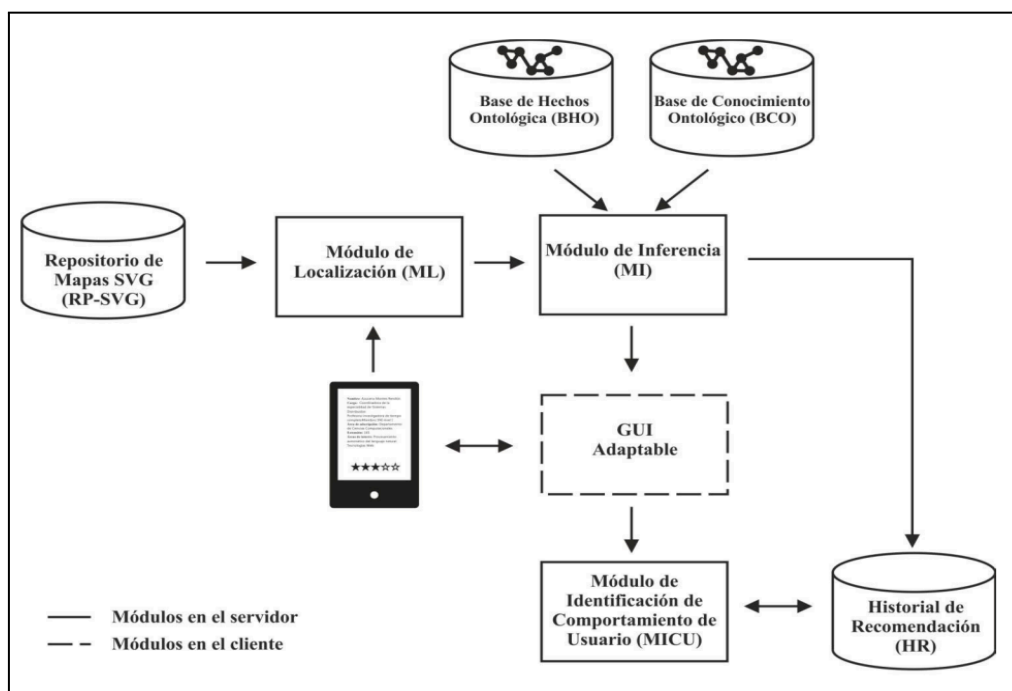 Base de Hechos
Ontológica (BHO)
Base de Conocimiento
Ontológico (BCO)
Repositorio de
Mapas SVG
(RP-SVG)
Módulo de
Localización (ML)
Módulo de Inferencia
(MI)
GUI
Adaptable
★★★☆☆
Módulo de
Identificación de
Comportamiento de
Usuario (MICU)
Historial de
Recomendación
(HR)
Módulos en el servidor
Módulos en el cliente